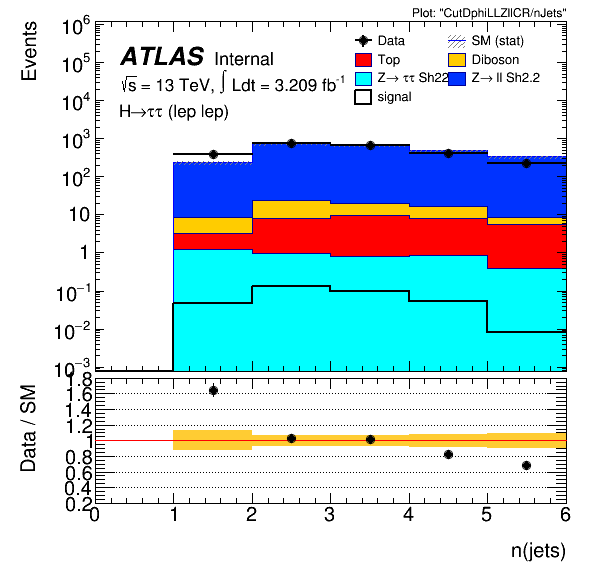 Plot: "CutDphiLLZllCR/nJets"
Events
10^6
10^5
10^4
10^3
10^2
10
1
10^-1
10^-2
10^-3
ATLAS Internal
√s = 13 TeV, ∫ Ldt = 3.209 fb^-1
H→ττ (lep lep)
Data
SM (stat)
Top
Diboson
Z→ ττ Sh22
Z→ ll Sh2.2
signal
Data / SM
1.8
1.6
1.4
1.2
1
0.8
0.6
0.4
0.2
0 1 2 3 4 5 6
n(jets)